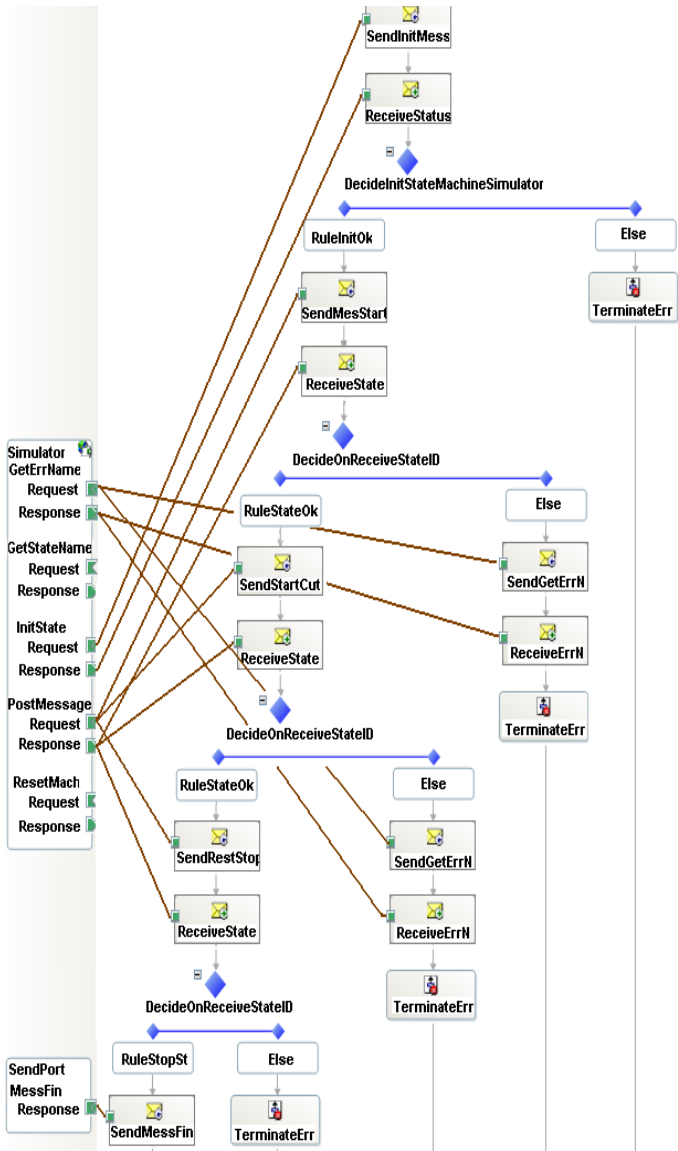 SendInitMess
ReceiveStatus
DecideInitStateMachineSimulator
RuleInitOk
Else
SendMesStart
TerminateErr
ReceiveState
DecideOnReceiveStateID
Simulator
GetErrName
Request
Response
GetStateName
Request
Response
InitState
Request
Response
PostMessage
Request
Response
ResetMach
Request
Response
RuleStateOk
Else
SendStartCut
SendGetErrN
ReceiveState
ReceiveErrN
TerminateErr
DecideOnReceiveStateID
RuleStateOk
Else
SendRestStop
SendGetErrN
ReceiveState
ReceiveErrN
TerminateErr
DecideOnReceiveStateID
RuleStopSt
Else
SendPort
MessFin
Response
SendMessFin
TerminateErr